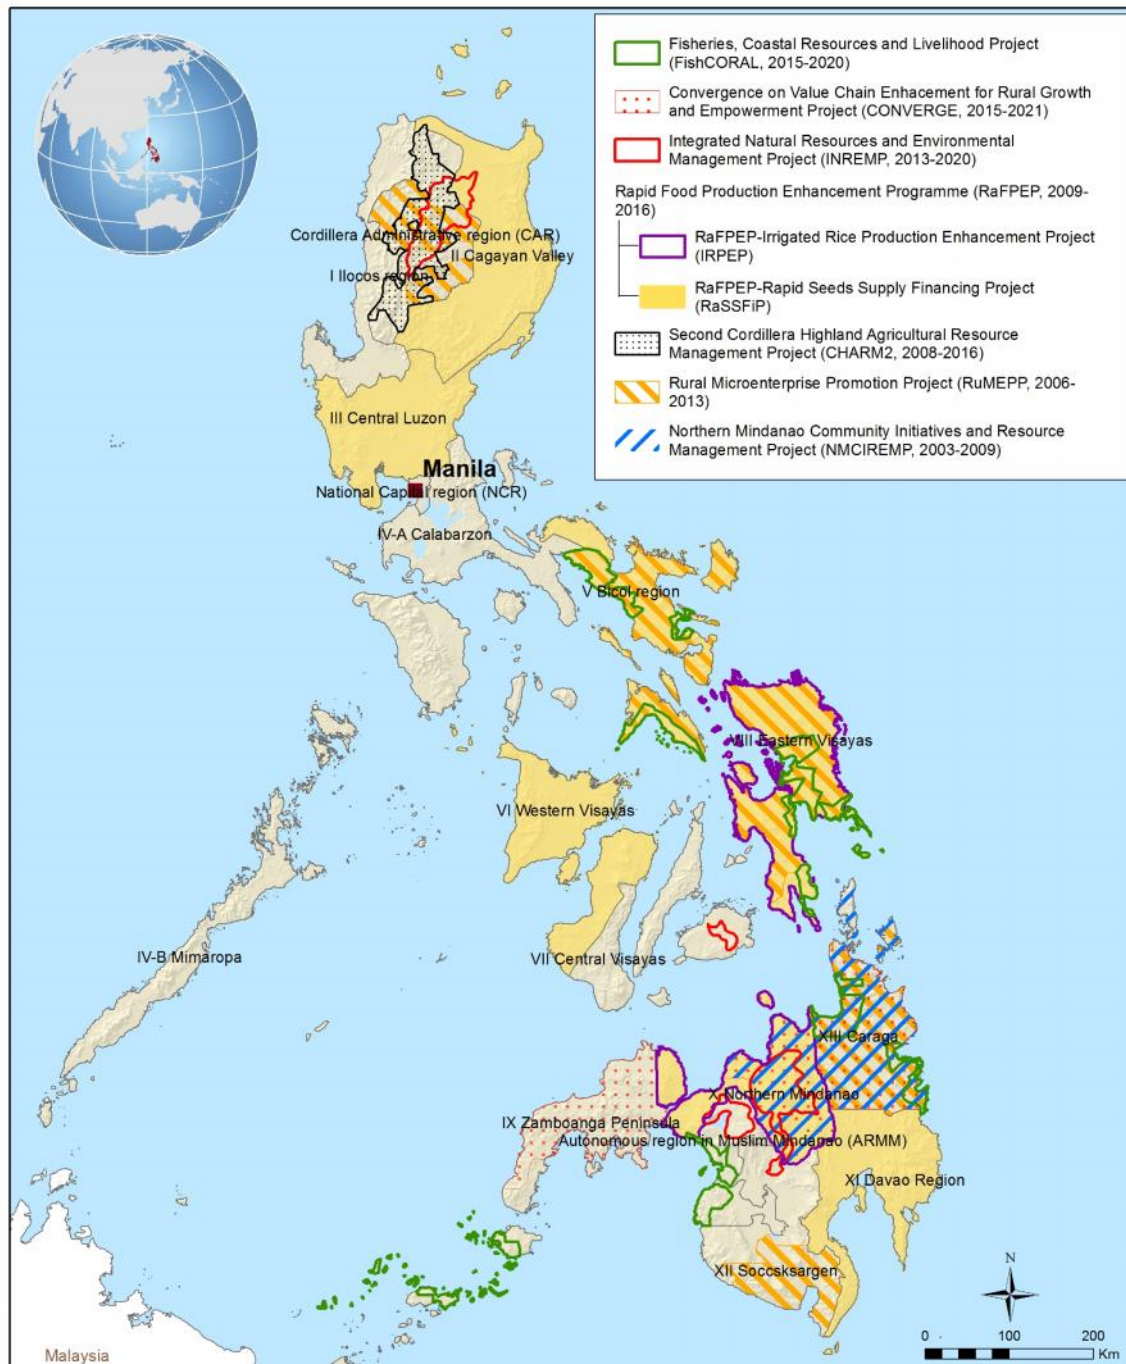 Fisheries, Coastal Resources and Livelihood Project
(FishCORAL, 2015-2020)
Convergence on Value Chain Enhacement for Rural Growth
and Empowerment Project (CONVERGE, 2015-2021)
Integrated Natural Resources and Environmental
Management Project (INREMP, 2013-2020)
Rapid Food Production Enhancement Programme (RaFPEP, 2009-
2016)
RaFPEP-Irrigated Rice Production Enhancement Project
(IRPEP)
RaFPEP-Rapid Seeds Supply Financing Project
(RaSSFiP)
Second Cordillera Highland Agricultural Resource
Management Project (CHARM2, 2008-2016)
Rural Microenterprise Promotion Project (RuMEPP, 2006-
2013)
Northern Mindanao Community Initiatives and Resource
Management Project (NMCIREMP, 2003-2009)
Cordillera Administrative region (CAR)
II Cagayan Valley
I Ilocos region
III Central Luzon
Manila
National Capital region (NCR)
IV-A Calabarzon
V Bicol region
VIII Eastern Visayas
VI Western Visayas
IV-B Mimaropa
VII Central Visayas
XIII Caraga
X Northern Mindanao
IX Zamboanga Peninsula
Autonomous region in Muslim Mindanao (ARMM)
XI Davao Region
XII Soccsksargen
N
0 100 200
Km
Malaysia